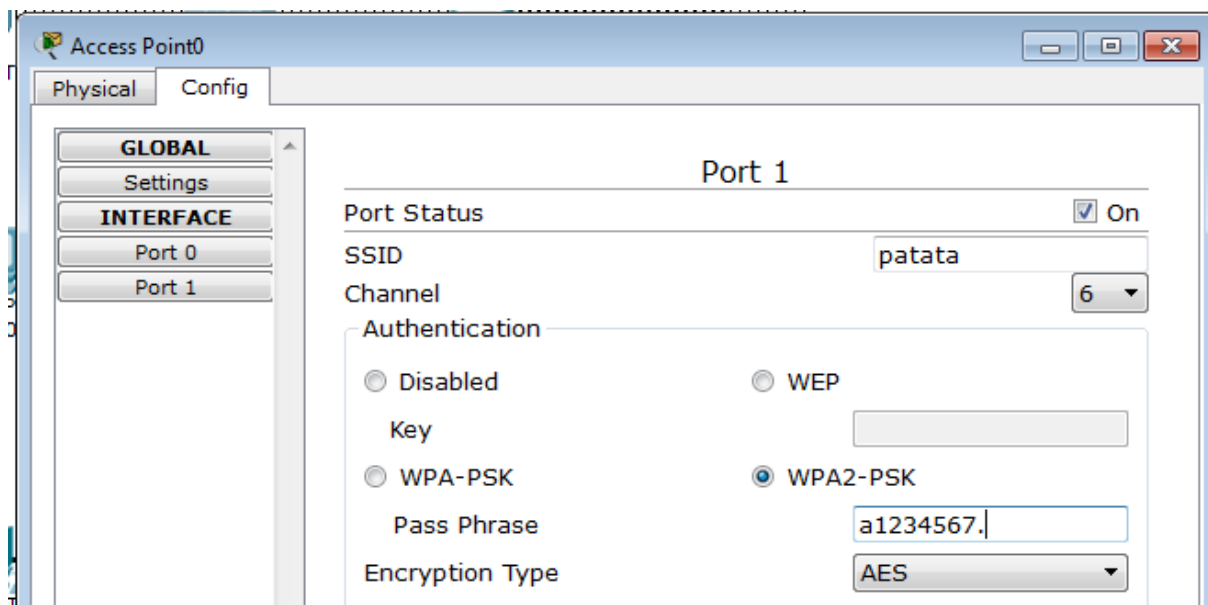 Access Point0
Physical Config
GLOBAL
Settings
INTERFACE
Port 0
Port 1
Port 1
Port Status On
SSID patata
Channel 6
Authentication
Disabled WEP
Key
WPA-PSK WPA2-PSK
Pass Phrase a1234567.
Encryption Type AES